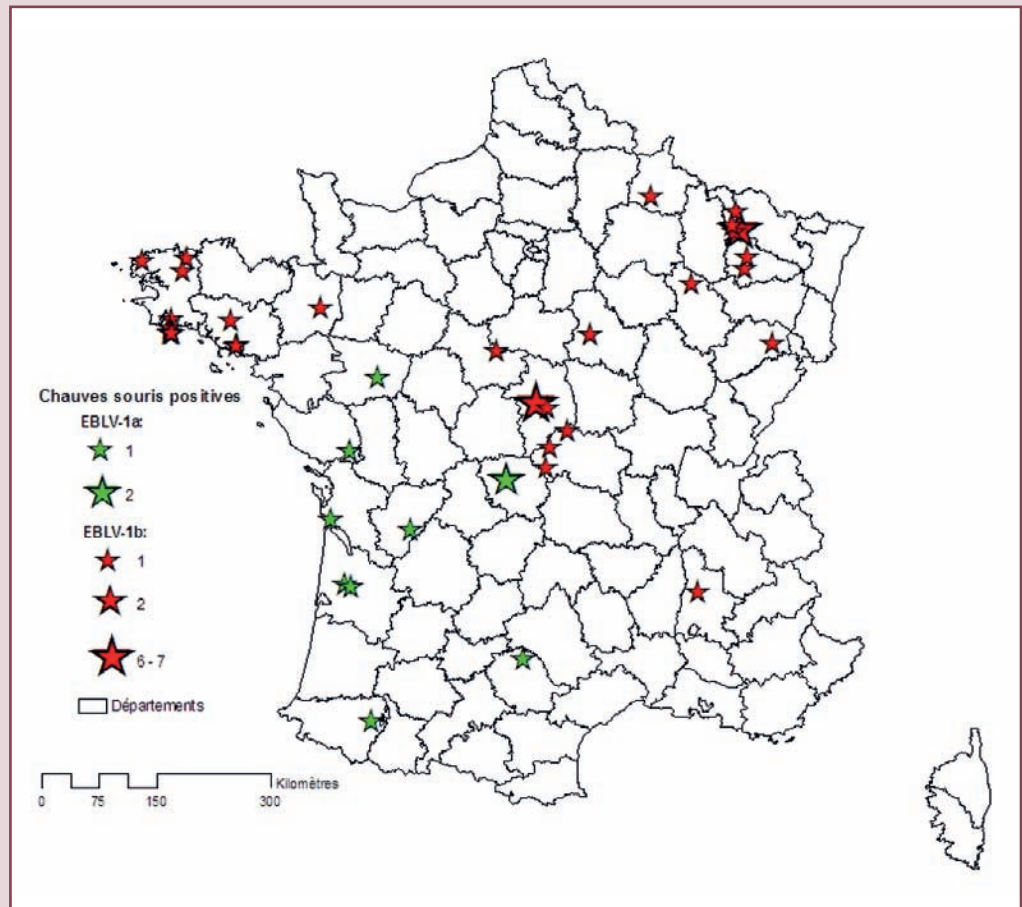 Chauves souris positives
EBLV-1a:
1
2
EBLV-1b:
1
2
6 - 7
Départements
Kilomètres
0 75 150 300